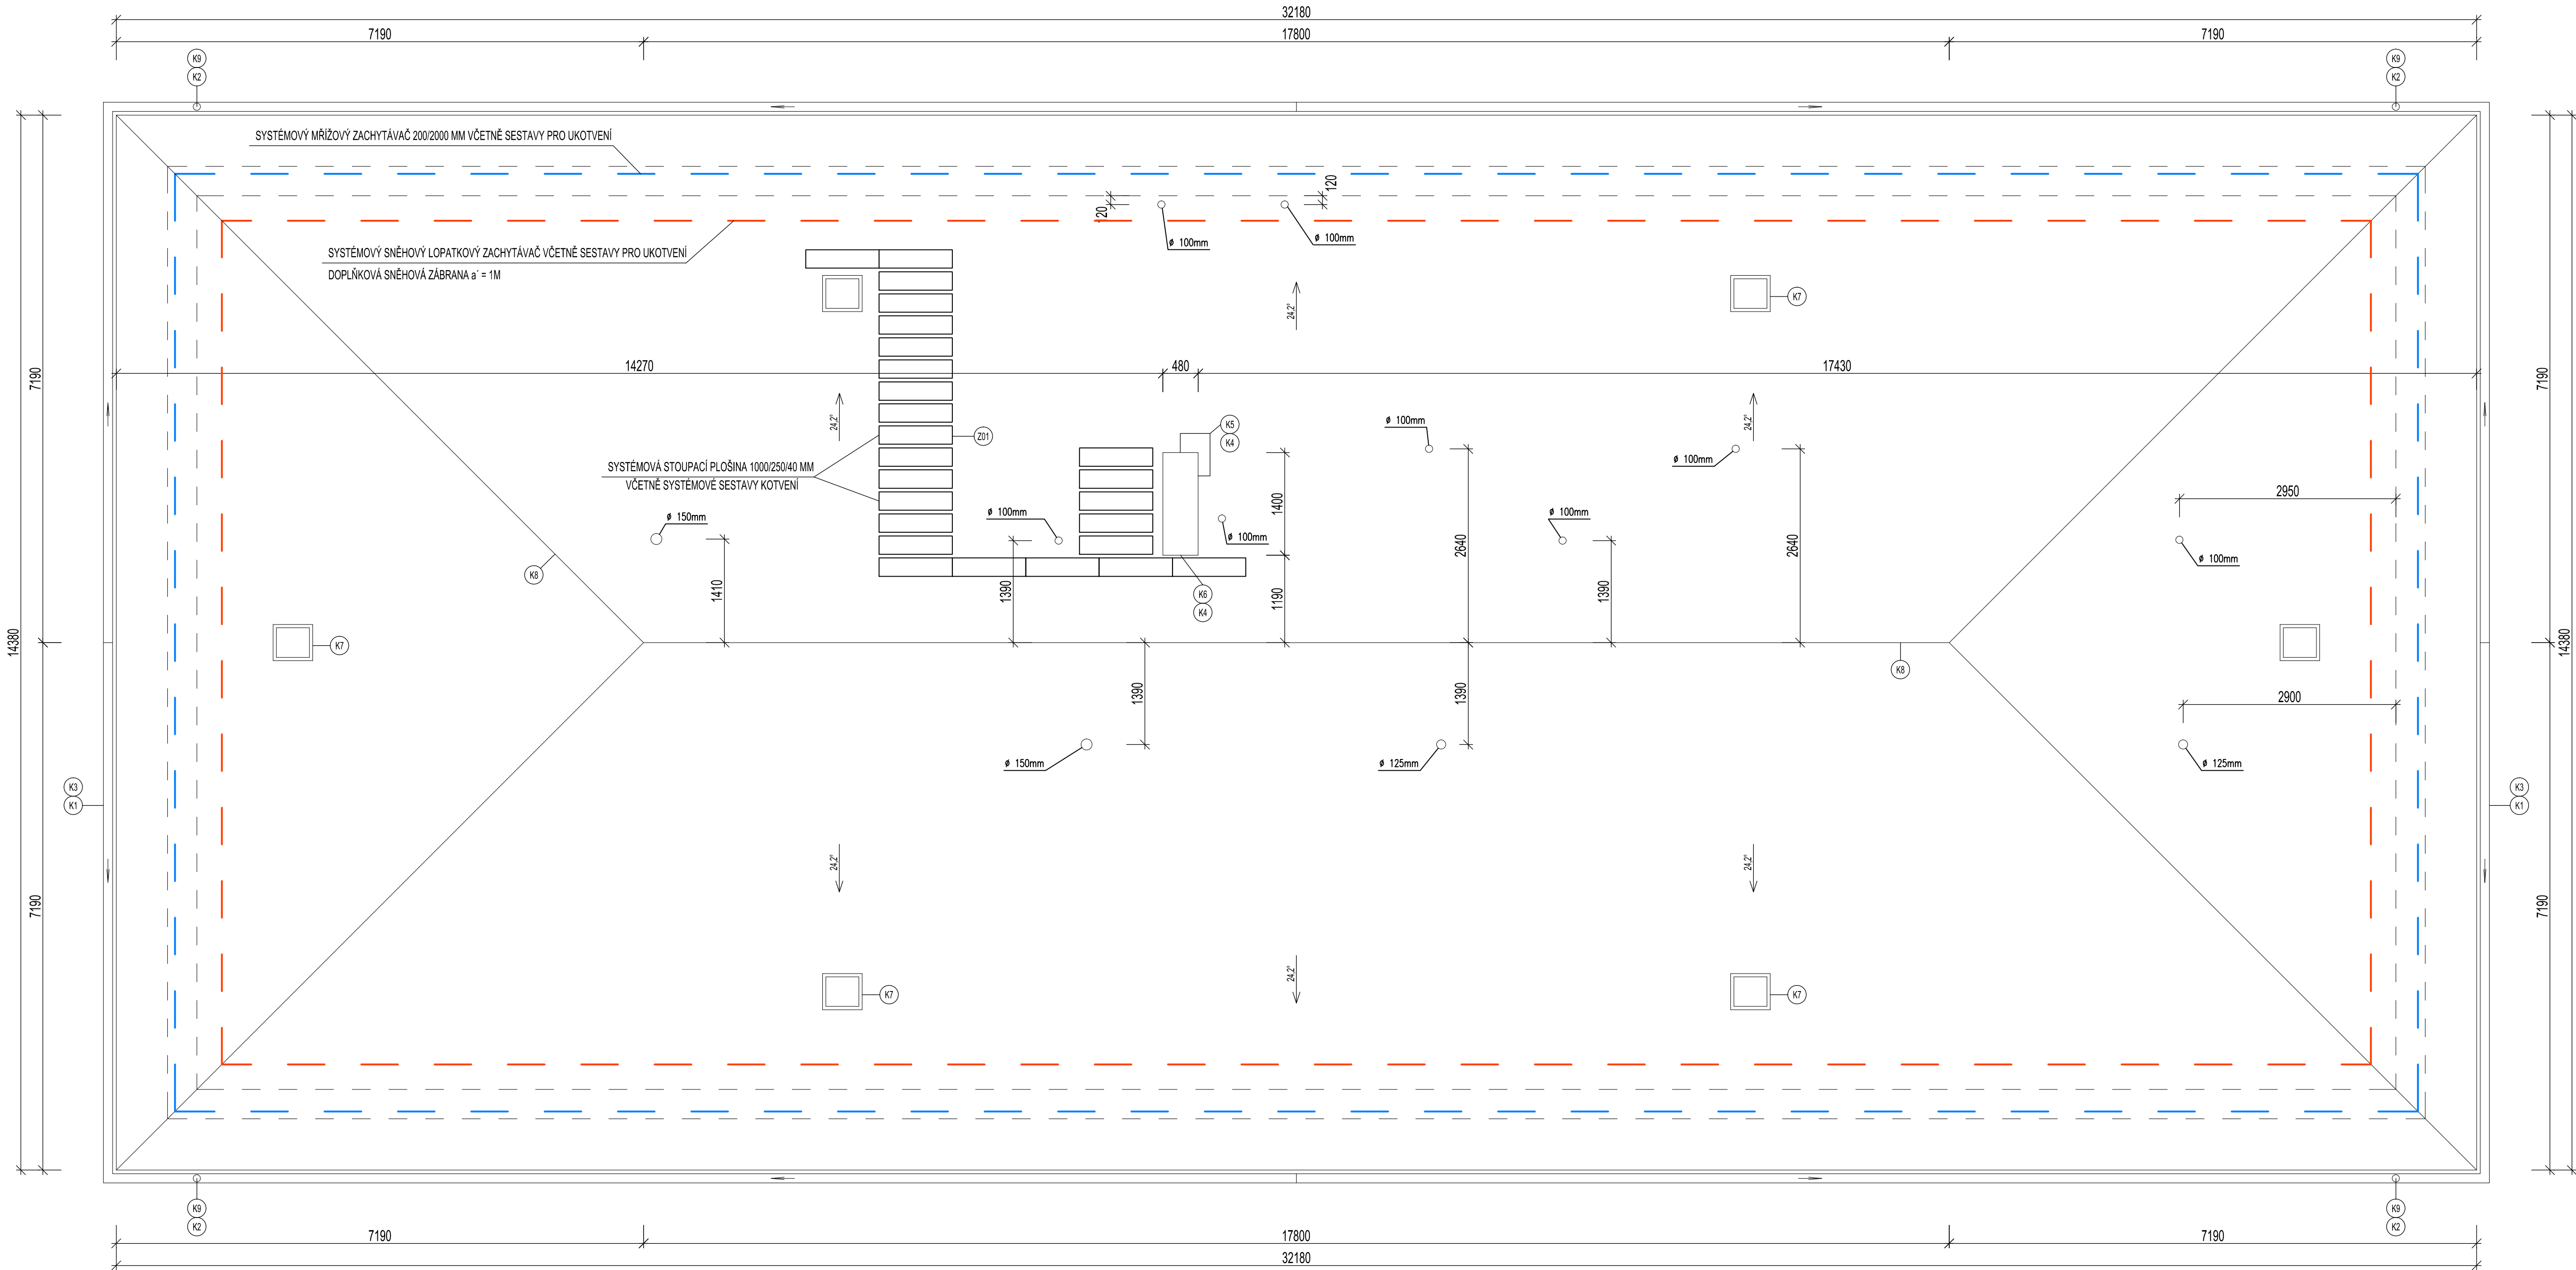 32180
7190
17800
7190
K9
K2
K9
K2
SYSTÉMOVÝ MŘÍŽOVÝ ZACHYTÁVAČ 200/2000 MM VČETNĚ SESTAVY PRO UKOTVENÍ
120
120
ø 100mm
ø 100mm
SYSTÉMOVÝ SNĚHOVÝ LOPATKOVÝ ZACHYTÁVAČ VČETNĚ SESTAVY PRO UKOTVENÍ
DOPLŇKOVÁ SNĚHOVÁ ZÁBRANA a´ = 1M
K7
24,2°
14270
480
17430
7190
7190
24,2°
24,2°
K5
K4
ø 100mm
ø 100mm
Z01
SYSTÉMOVÁ STOUPACÍ PLOŠINA 1000/250/40 MM
VČETNĚ SYSTÉMOVÉ SESTAVY KOTVENÍ
2950
1400
ø 150mm
ø 100mm
ø 100mm
ø 100mm
2640
2640
ø 100mm
K8
1410
1390
1190
1390
K6
K4
14380
14380
K7
K8
1390
1390
2900
ø 150mm
ø 125mm
ø 125mm
K3
K1
K3
K1
24,2°
24,2°
7190
7190
24,2°
K7
K7
K9
K2
K9
K2
7190
17800
7190
32180